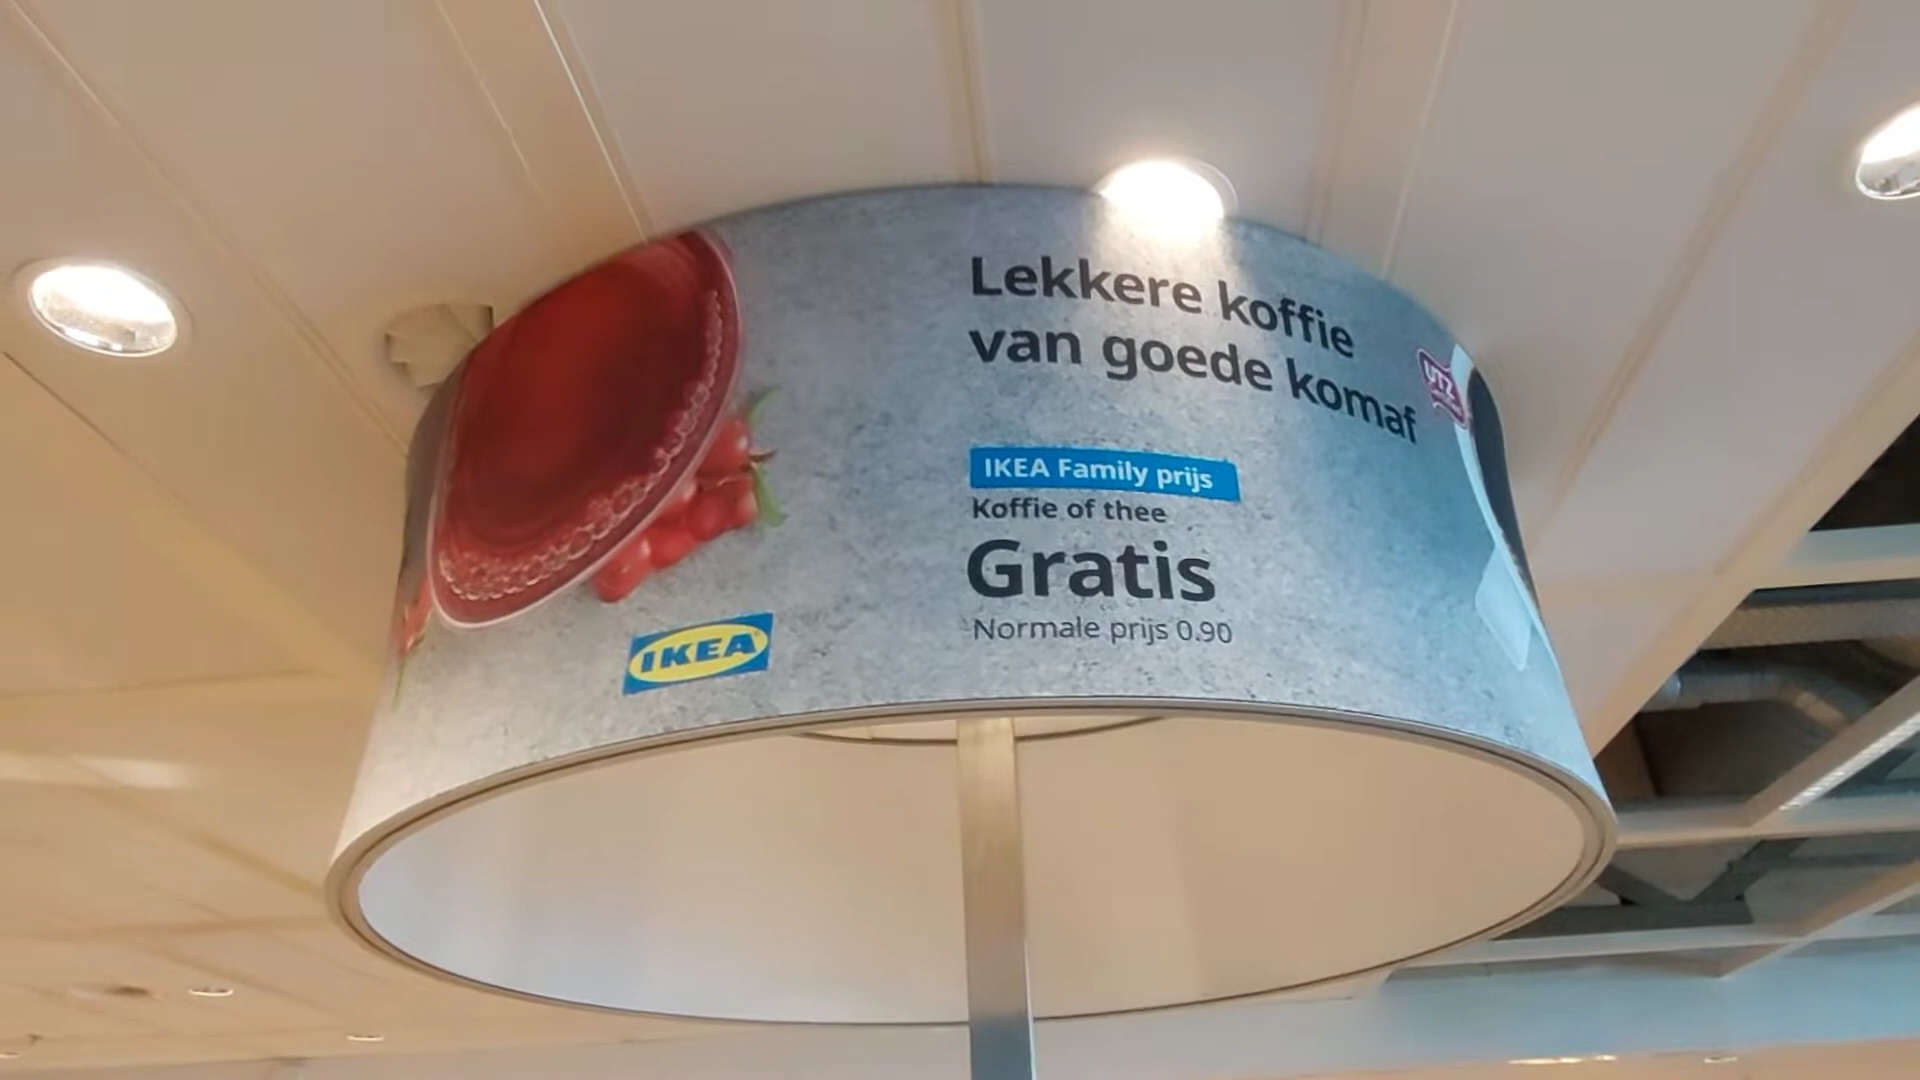 Lekkere koffie
van goede komaf
UTZ
IKEA Family prijs
Koffie of thee
Gratis
Normale prijs 0.90
IKEA